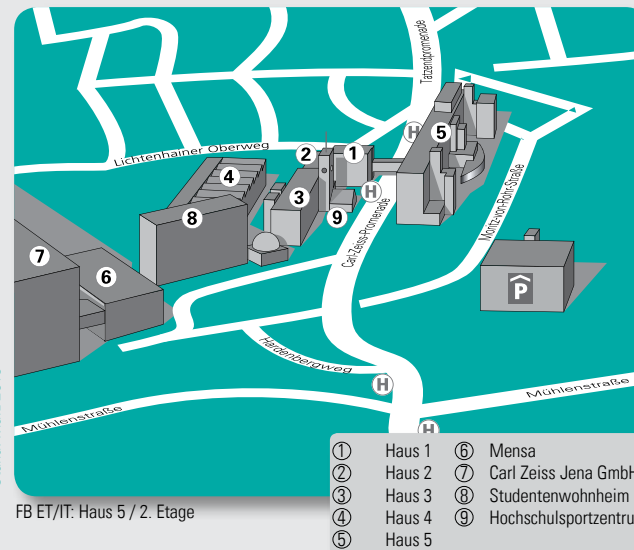 Tatzendpromenade
H
5
Lichtenhainer Oberweg
2
1
4
3
H
8
9
Carl-Zeiss-Promenade
Moritz-von-Rohr-Straße
7
6
P
Hardenbergweg
H
Mühlenstraße
Mühlenstraße
H
① Haus 1 ⑥ Mensa
② Haus 2 ⑦ Carl Zeiss Jena GmbH
③ Haus 3 ⑧ Studentenwohnheim
④ Haus 4 ⑨ Hochschulsportzentru
⑤ Haus 5
FB ET/IT: Haus 5 / 2. Etage